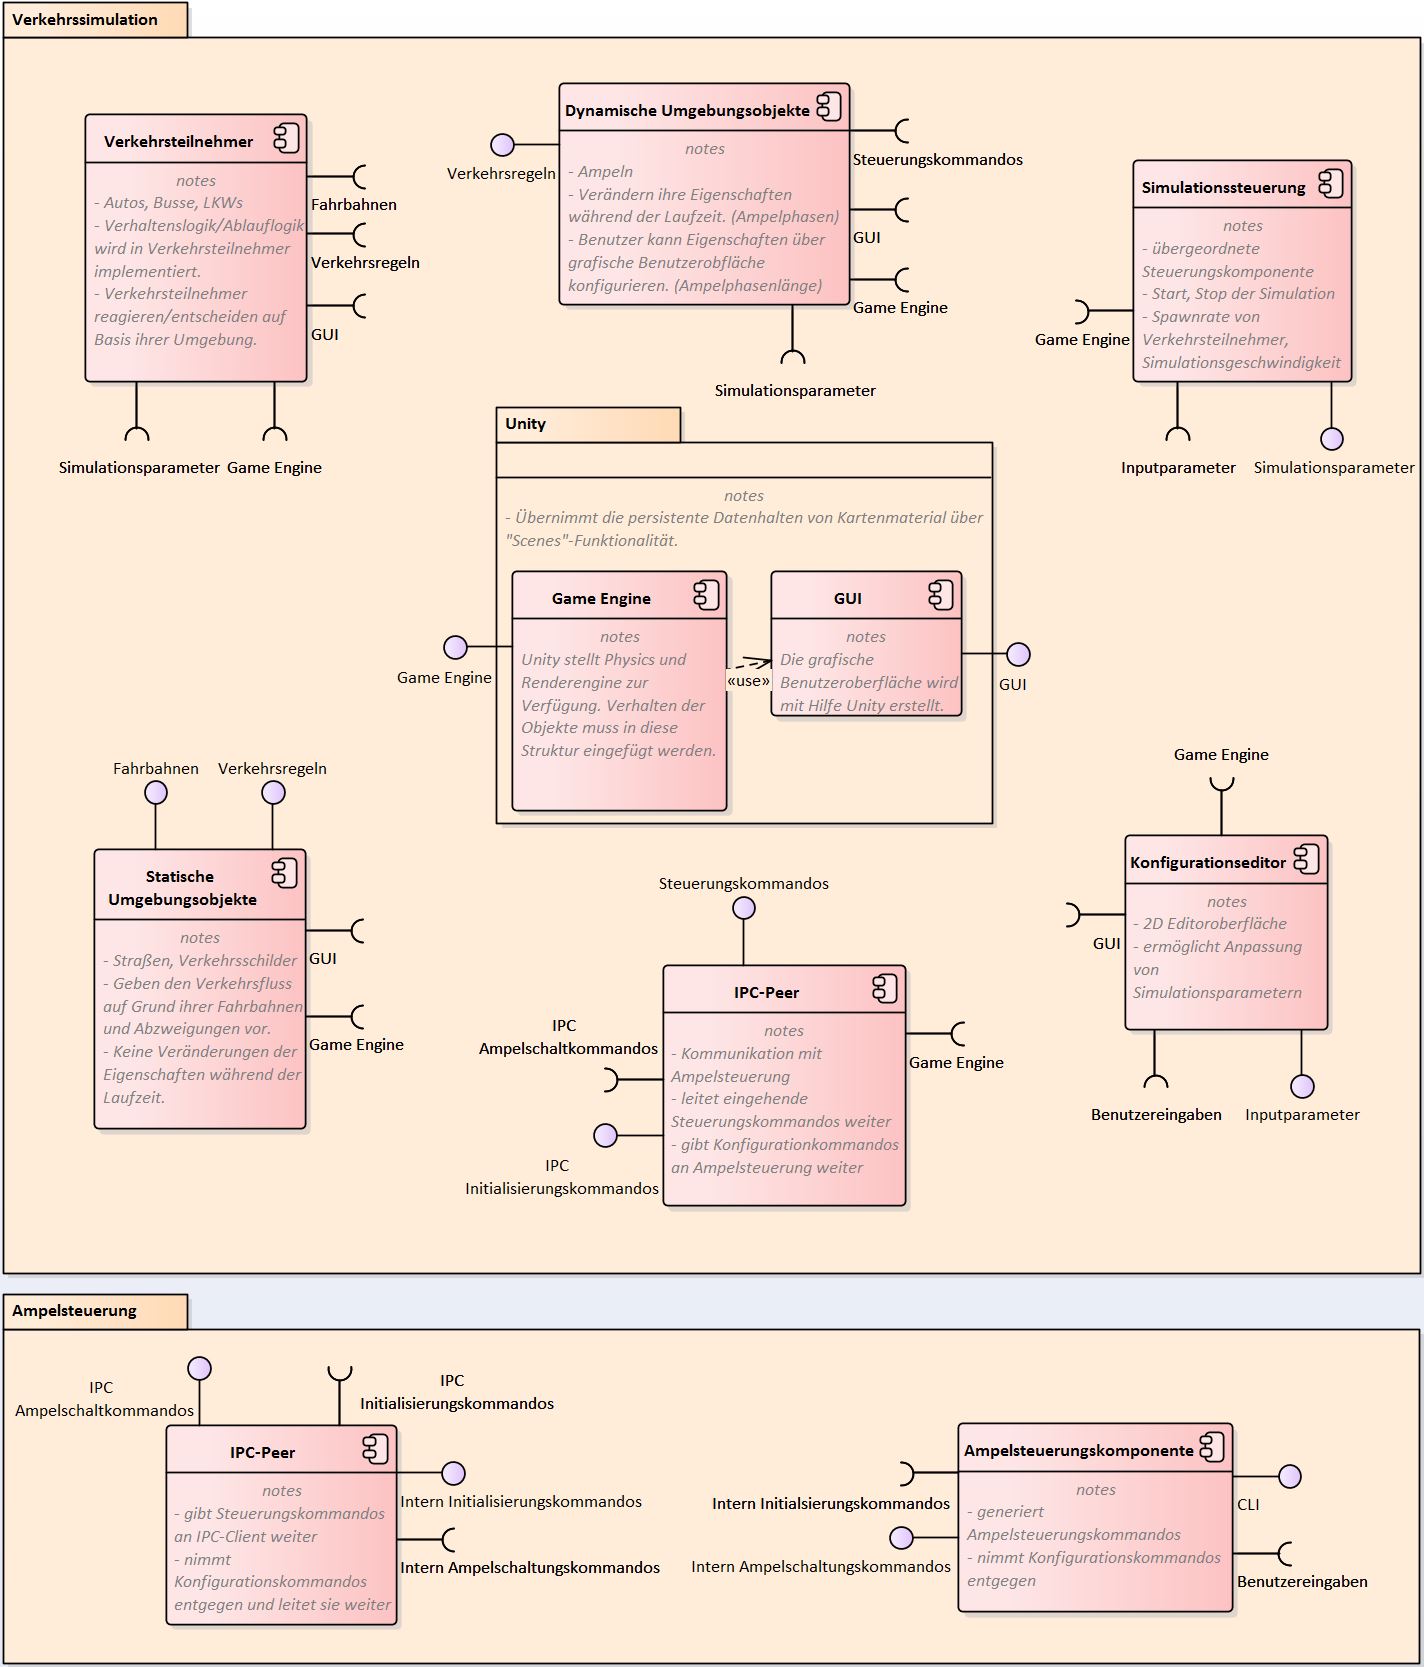 Verkehrssimulation
Verkehrsteilnehmer
notes
- Autos, Busse, LKWs
- Verhaltenslogik/Ablauflogik
wird in Verkehrsteilnehmer
implementiert.
- Verkehrsteilnehmer
reagieren/entscheiden auf
Basis ihrer Umgebung.
Fahrbahnen
Verkehrsregeln
GUI
Simulationsparameter
Game Engine
Verkehrsregeln
Dynamische Umgebungsobjekte
notes
- Ampeln
- Verändern ihre Eigenschaften
während der Laufzeit. (Ampelphasen)
- Benutzer kann Eigenschaften über
grafische Benutzerobfläche
konfigurieren. (Ampelphasenlänge)
Steuerungskommandos
GUI
Game Engine
Simulationsparameter
Simulationssteuerung
notes
- übergeordnete
Steuerungskomponente
- Start, Stop der Simulation
- Spawnrate von
Verkehrsteilnehmer,
Simulationsgeschwindigkeit
Game Engine
Inputparameter
Simulationsparameter
Unity
notes
- Übernimmt die persistente Datenhalten von Kartenmaterial über
"Scenes"-Funktionalität.
Game Engine
notes
Unity stellt Physics und
Renderengine zur
Verfügung. Verhalten der
Objekte muss in diese
Struktur eingefügt werden.
Game Engine
«use»
GUI
notes
Die grafische
Benutzeroberfläche wird
mit Hilfe Unity erstellt.
GUI
Fahrbahnen
Verkehrsregeln
Statische
Umgebungsobjekte
notes
- Straßen, Verkehrsschilder
- Geben den Verkehrsfluss
auf Grund ihrer Fahrbahnen
und Abzweigungen vor.
- Keine Veränderungen der
Eigenschaften während der
Laufzeit.
GUI
Game Engine
Steuerungskommandos
IPC-Peer
notes
- Kommunikation mit
Ampelsteuerung
- leitet eingehende
Steuerungskommandos weiter
- gibt Konfigurationkommandos
an Ampelsteuerung weiter
IPC
Ampelschaltkommandos
IPC
Initialisierungskommandos
Game Engine
Game Engine
Konfigurationseditor
notes
- 2D Editoroberfläche
- ermöglicht Anpassung
von
Simulationsparametern
GUI
Benutzereingaben
Inputparameter
Ampelsteuerung
IPC
Ampelschaltkommandos
IPC
Initialisierungskommandos
IPC-Peer
notes
- gibt Steuerungskommandos
an IPC-Client weiter
- nimmt
Konfigurationskommandos
entgegen und leitet sie weiter
Intern Initialisierungskommandos
Intern Ampelschaltungskommandos
Intern Initialsierungskommandos
Intern Ampelschaltungskommandos
Ampelsteuerungskomponente
notes
- generiert
Ampelsteuerungskommandos
- nimmt Konfigurationskommandos
entgegen
CLI
Benutzereingaben